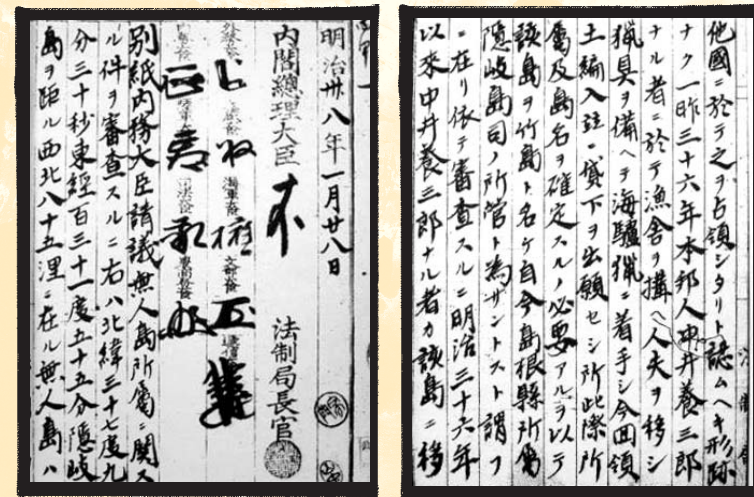 明治卅八年一月廿八日
内閣總理大臣
法制局長官
別紙内務大臣請議無人島所屬ニ関ス
ル件ヲ審査スルニ右ハ北緯三十七度九
分三十秒東經百三十一度五十五分隠岐
島ヲ距ル西北八十五浬ニ在ル無人島ハ
他國ニ於テ之ヲ占領シタリト認ムヘキ形跡
ナク一昨三十六年本邦人中井養三郎
ナル者ニ於テ漁舎ヲ構ヘ人夫ヲ移シ
猟具ヲ備ヘテ海驢猟ニ着手シ今回領
土編入並ニ貸下ヲ出願セシ所此際所
屬及島名ヲ確定スルノ必要アルヲ以テ
該島ヲ竹島ト名ケ自今島根縣所屬
隠岐島司ノ所管ト為サントスト謂フ
ニ在リ依テ審査スルニ明治三十六年
以來中井養三郎ナル者カ該島ニ移